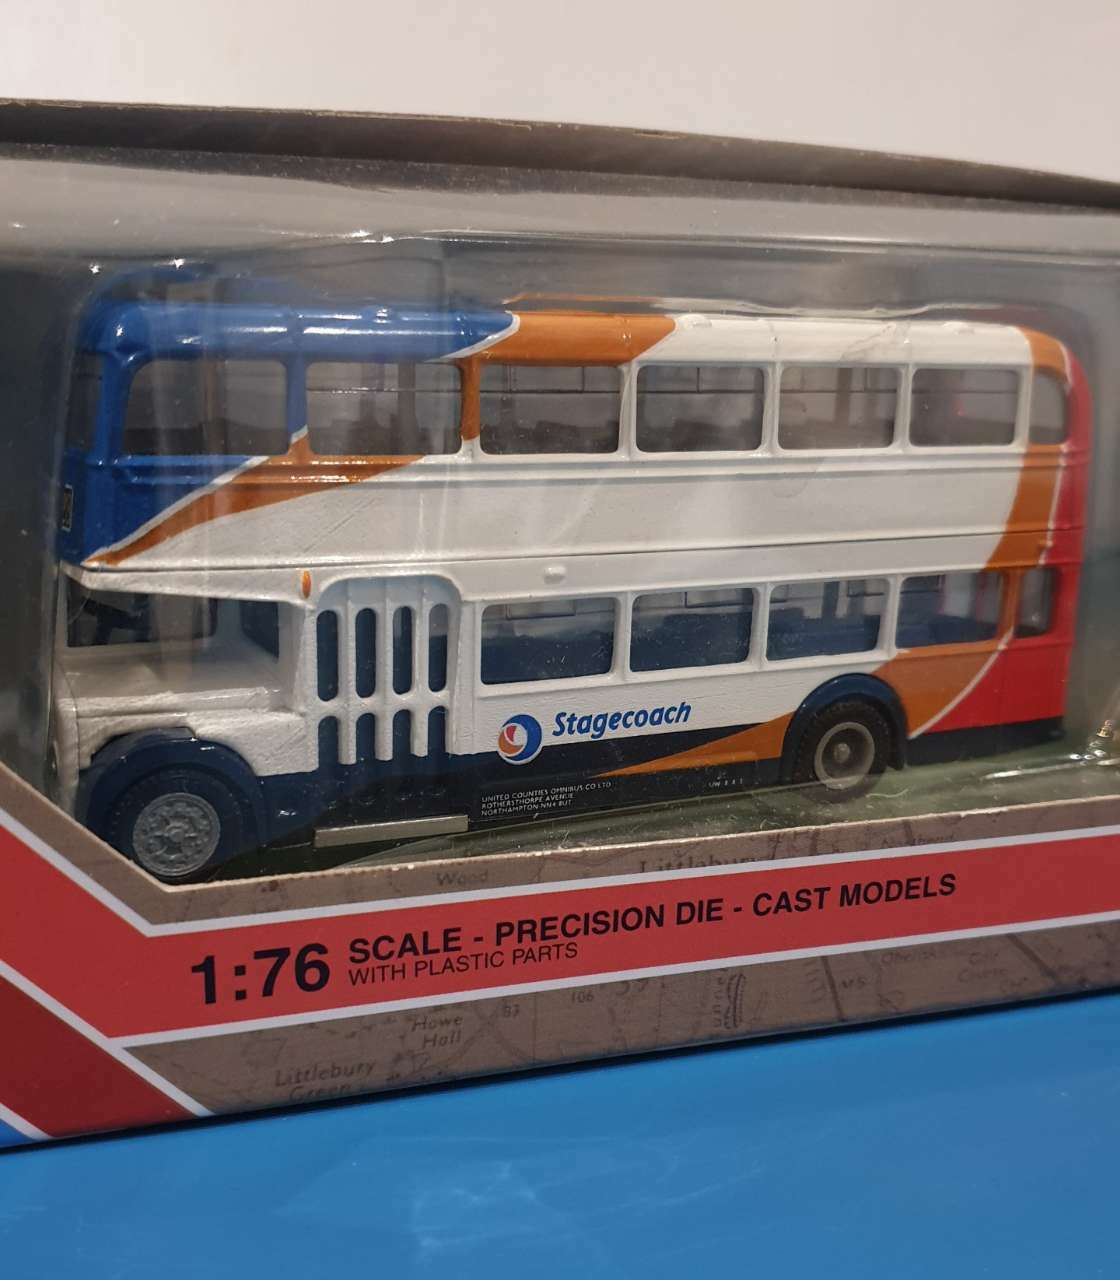 Stagecoach
UNITED COUNTIES OMNIBUS CO LTD
ROTHERSTHORPE AVENUE
NORTHAMPTON NN4 8UT
Littlebury
Wood
1:76 SCALE - PRECISION DIE - CAST MODELS
WITH PLASTIC PARTS
106
83
Howe
Hall
Littlebury
Green